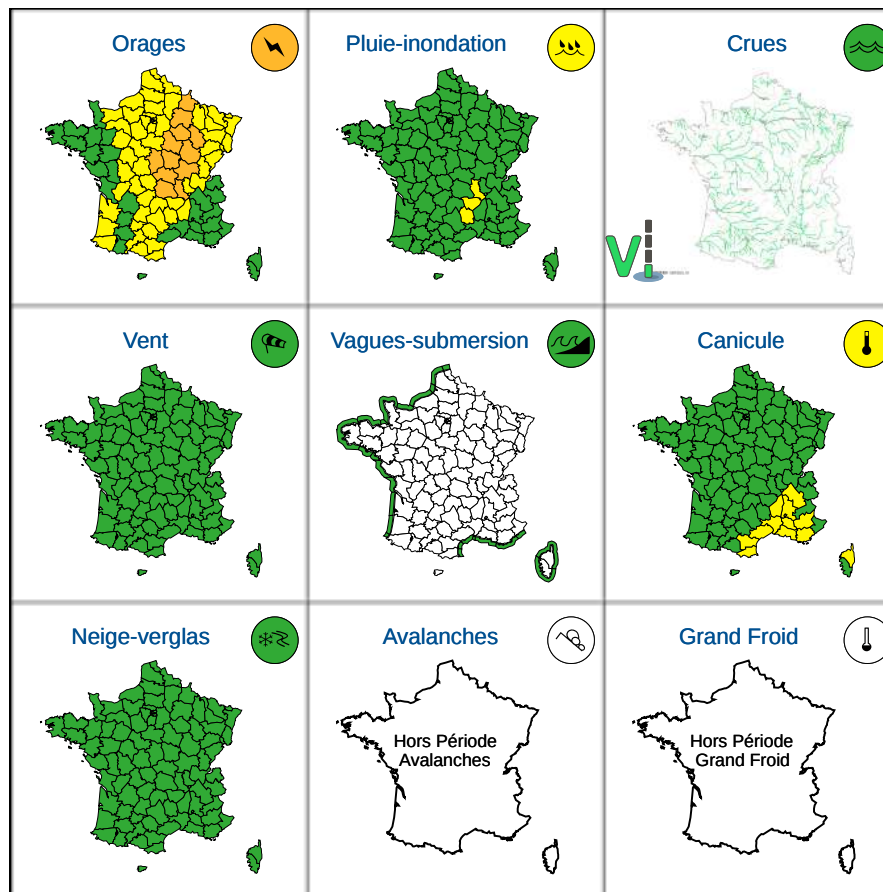 Orages
Pluie-inondation
Crues
Vi
Vent
Vagues-submersion
Canicule
Neige-verglas
Avalanches
Grand Froid
Hors Période
Avalanches
Hors Période
Grand Froid